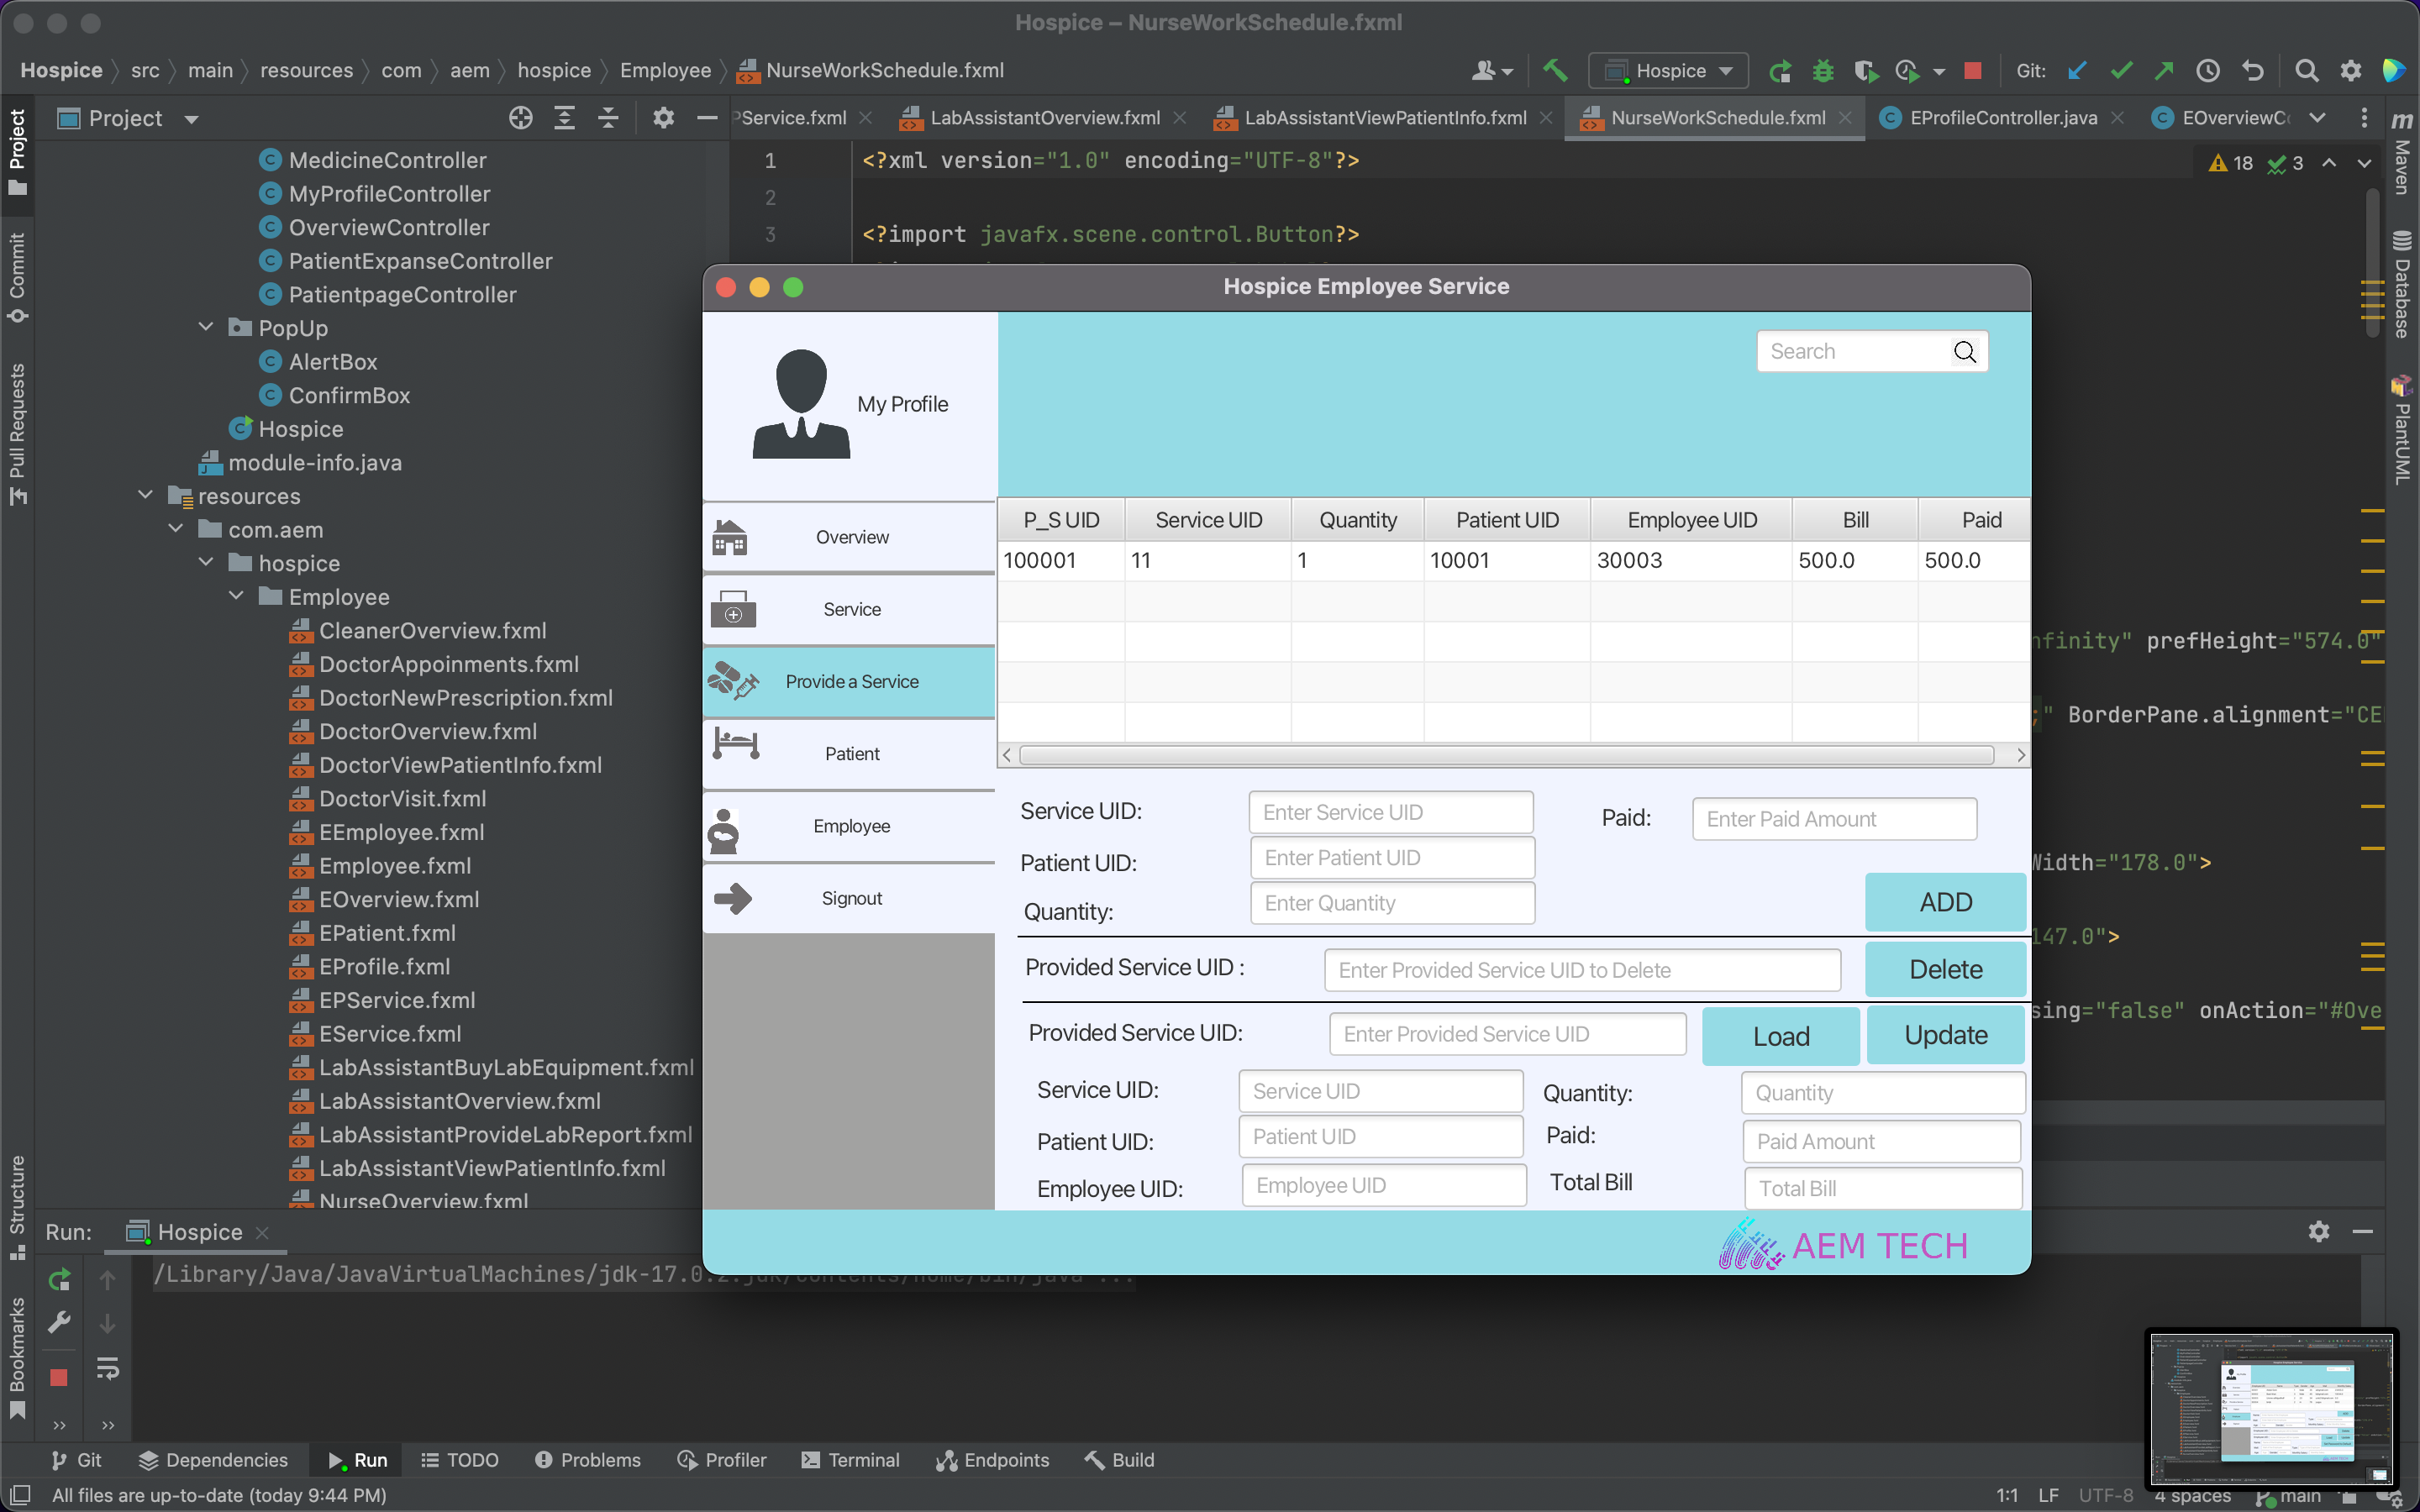 Hospice – NurseWorkSchedule.fxml
Hospice src main resources com aem hospice Employee NurseWorkSchedule.fxml
Hospice
Git:
Project
PService.fxml
LabAssistantOverview.fxml
LabAssistantViewPatientInfo.fxml
NurseWorkSchedule.fxml
EProfileController.java
EOverviewC
Project
Commit
Pull Requests
Structure
Bookmarks
MedicineController
MyProfileController
OverviewController
PatientExpanseController
PatientpageController
PopUp
AlertBox
ConfirmBox
Hospice
module-info.java
resources
com.aem
hospice
Employee
CleanerOverview.fxml
DoctorAppoinments.fxml
DoctorNewPrescription.fxml
DoctorOverview.fxml
DoctorViewPatientInfo.fxml
DoctorVisit.fxml
EEmployee.fxml
Employee.fxml
EOverview.fxml
EPatient.fxml
EProfile.fxml
EPService.fxml
EService.fxml
LabAssistantBuyLabEquipment.fxml
LabAssistantOverview.fxml
LabAssistantProvideLabReport.fxml
LabAssistantViewPatientInfo.fxml
NurseOverview.fxml
1 <?xml version="1.0" encoding="UTF-8"?>
2
3 <?import javafx.scene.control.Button?>
18 3
nfinity" prefHeight="574.0"
;" BorderPane.alignment="CE
Width="178.0">
147.0">
sing="false" onAction="#Ove
Maven
Database
PlantUML
Hospice Employee Service
My Profile
Search
Overview
Service
Provide a Service
Patient
Employee
Signout
P_S UID Service UID Quantity Patient UID Employee UID Bill Paid
100001 11 1 10001 30003 500.0 500.0
Service UID: Enter Service UID Paid: Enter Paid Amount
Patient UID: Enter Patient UID
Quantity: Enter Quantity ADD
Provided Service UID : Enter Provided Service UID to Delete Delete
Provided Service UID: Enter Provided Service UID Load Update
Service UID: Service UID Quantity: Quantity
Patient UID: Patient UID Paid: Paid Amount
Employee UID: Employee UID Total Bill Total Bill
AEM TECH
Run: Hospice
/Library/Java/JavaVirtualMachines/jdk-17.0.2.jdk/Contents/Home/bin/java ...
Git Dependencies Run TODO Problems Profiler Terminal Endpoints Build
All files are up-to-date (today 9:44 PM)
1:1 LF UTF-8 4 spaces main